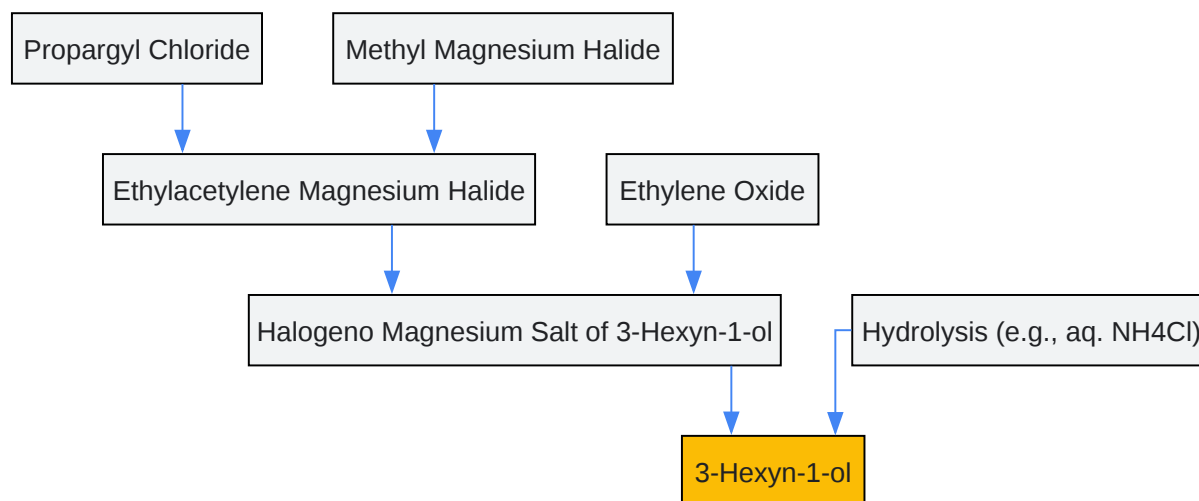 Propargyl Chloride
Methyl Magnesium Halide
Ethylacetylene Magnesium Halide
Ethylene Oxide
Halogeno Magnesium Salt of 3-Hexyn-1-ol
Hydrolysis (e.g., aq. NH4Cl)
3-Hexyn-1-ol